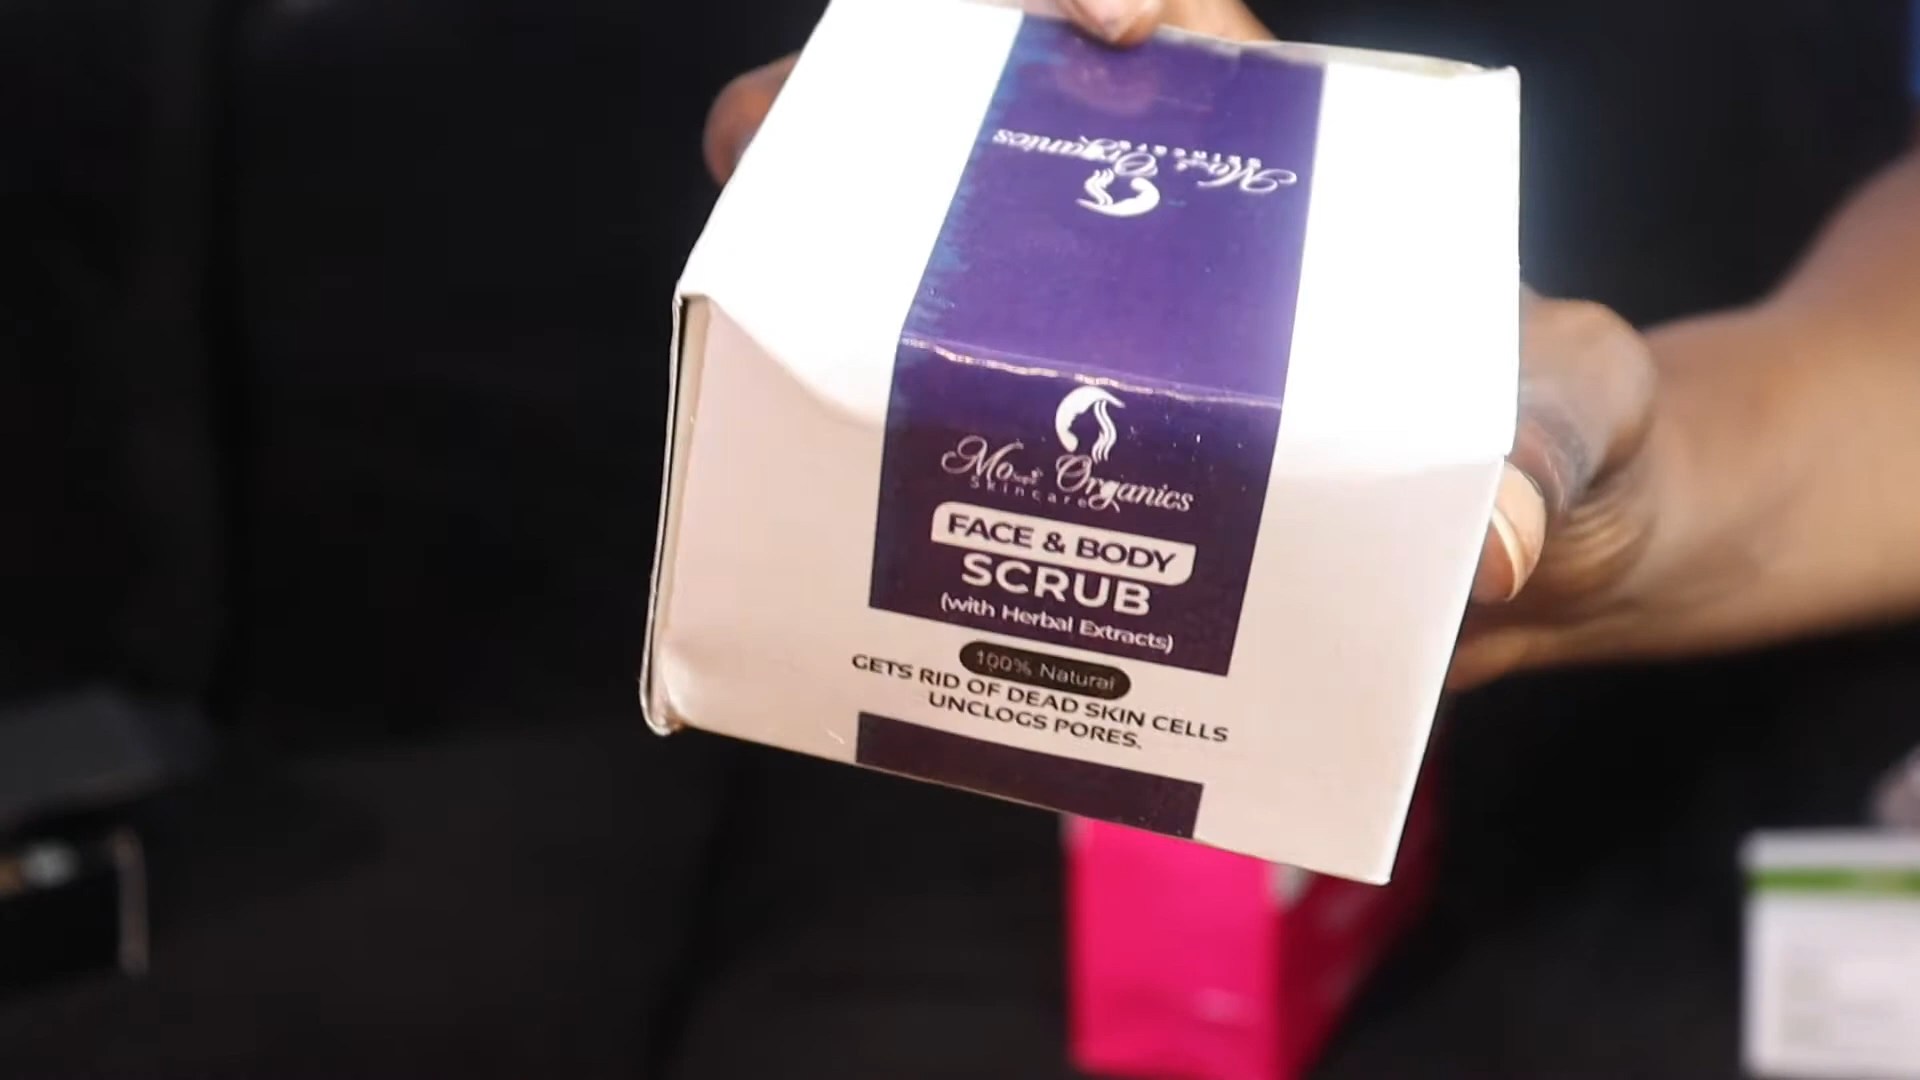 Organics
Skincare
Organics
Skincare
FACE & BODY
SCRUB
(with Herbal Extracts)
100% Natural
GETS RID OF DEAD SKIN CELLS
UNCLOGS PORES.